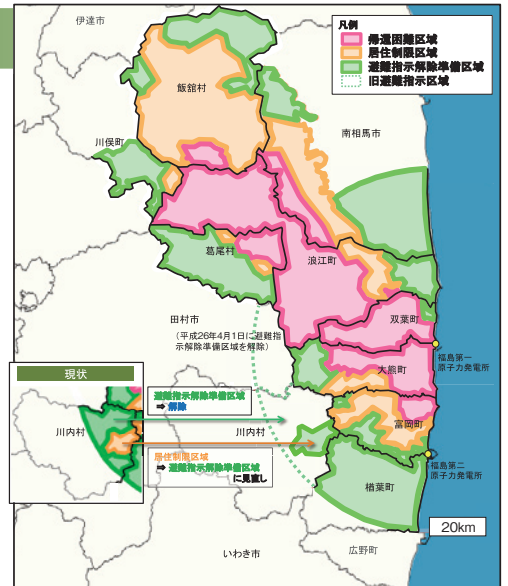 伊達市
凡例
帰還困難区域
居住制限区域
避難指示解除準備区域
旧避難指示区域
飯舘村
南相馬市
川俣町
葛尾村
浪江町
田村市
(平成26年4月1日に避難指
示解除準備区域を解除)
双葉町
福島第一
原子力発電所
大熊町
現状
避難指示解除準備区域
⇒ 解除
川内村
川内村
富岡町
居住制限区域
⇒ 避難指示解除準備区域
に見直し
福島第二
原子力発電所
楢葉町
20km
いわき市
広野町